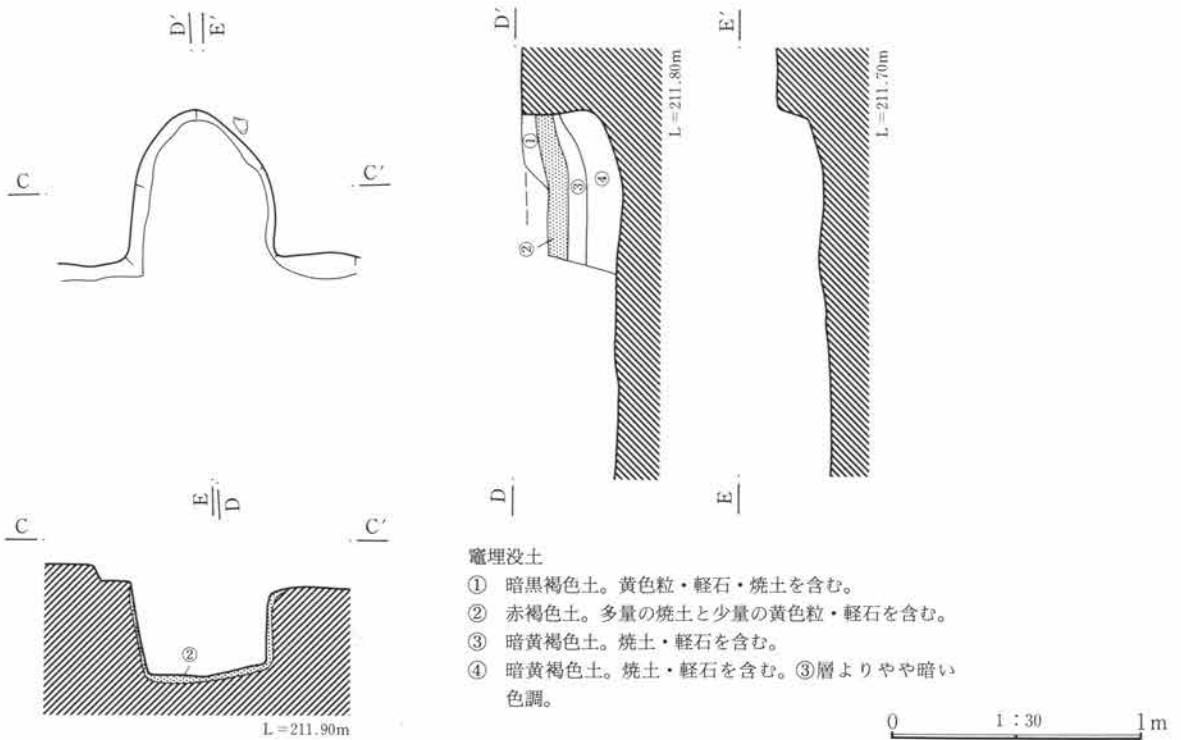 D′ E′
C C′
E D
D′
L=211.80m
①
②
③
④
D
E′
L=211.70m
E
C C′
②
L=211.90m
竈埋没土
① 暗黒褐色土。黄色粒・軽石・焼土を含む。
② 赤褐色土。多量の焼土と少量の黄色粒・軽石を含む。
③ 暗黄褐色土。焼土・軽石を含む。
④ 暗黄褐色土。焼土・軽石を含む。③層よりやや暗い
色調。
0 1:30 1m